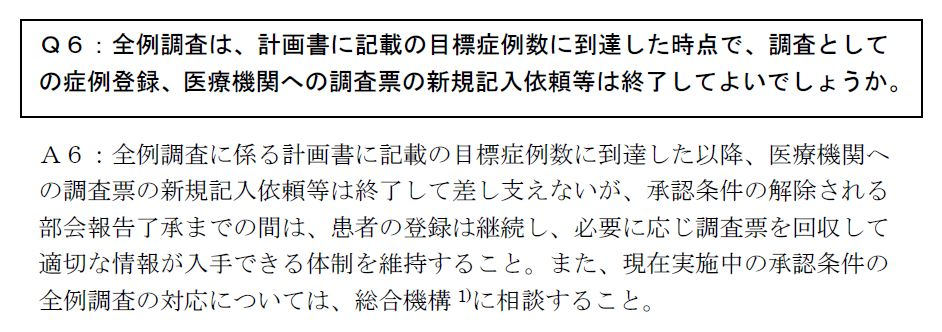 Q6:全例調査は、計画書に記載の目標症例数に到達した時点で、調査として
の症例登録、医療機関への調査票の新規記入依頼等は終了してよいでしょうか。
A6:全例調査に係る計画書に記載の目標症例数に到達した以降、医療機関へ
の調査票の新規記入依頼等は終了して差し支えないが、承認条件の解除される
部会報告了承までの間は、患者の登録は継続し、必要に応じ調査票を回収して
適切な情報が入手できる体制を維持すること。また、現在実施中の承認条件の
全例調査の対応については、総合機構1)に相談すること。